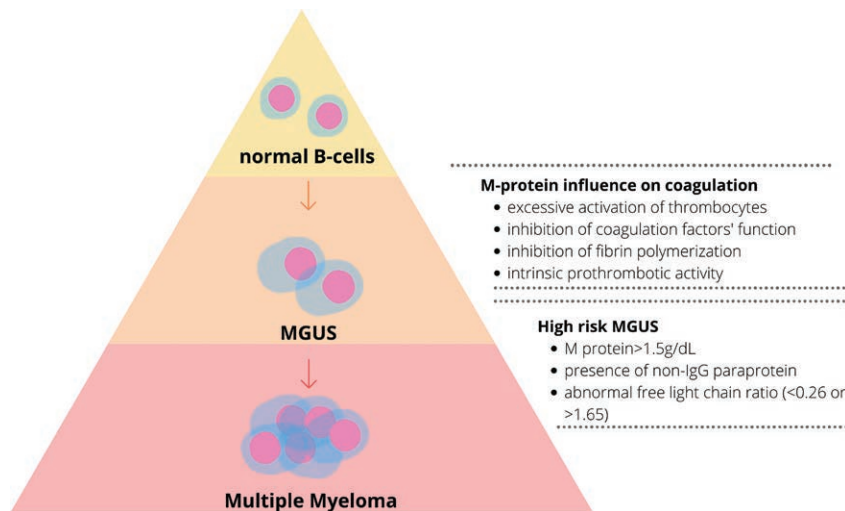 normal B-cells
MGUS
Multiple Myeloma
M-protein influence on coagulation
• excessive activation of thrombocytes
• inhibition of coagulation factors' function
• inhibition of fibrin polymerization
• intrinsic prothrombotic activity
High risk MGUS
• M protein>1.5g/dL
• presence of non-IgG paraprotein
• abnormal free light chain ratio (<0.26 or
>1.65)